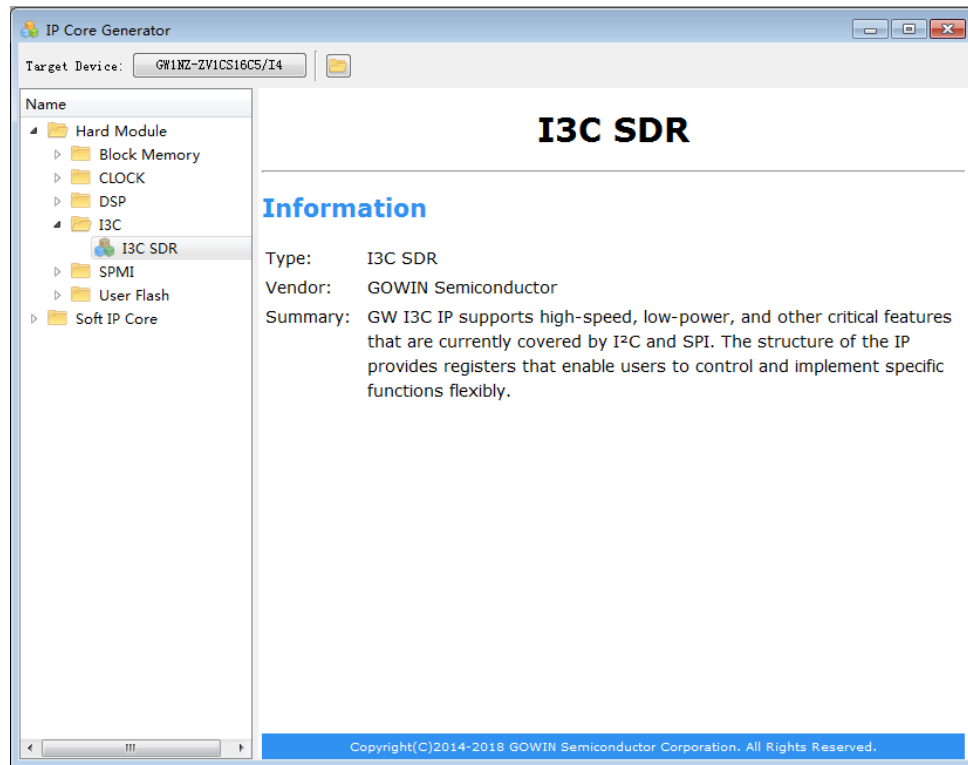 IP Core Generator
Target Device: GW1NZ-ZV1CS16C5/I4
Name
Hard Module
Block Memory
CLOCK
DSP
I3C
I3C SDR
SPMI
User Flash
Soft IP Core
I3C SDR
Information
Type: I3C SDR
Vendor: GOWIN Semiconductor
Summary: GW I3C IP supports high-speed, low-power, and other critical features
that are currently covered by I²C and SPI. The structure of the IP
provides registers that enable users to control and implement specific
functions flexibly.
Copyright(C)2014-2018 GOWIN Semiconductor Corporation. All Rights Reserved.